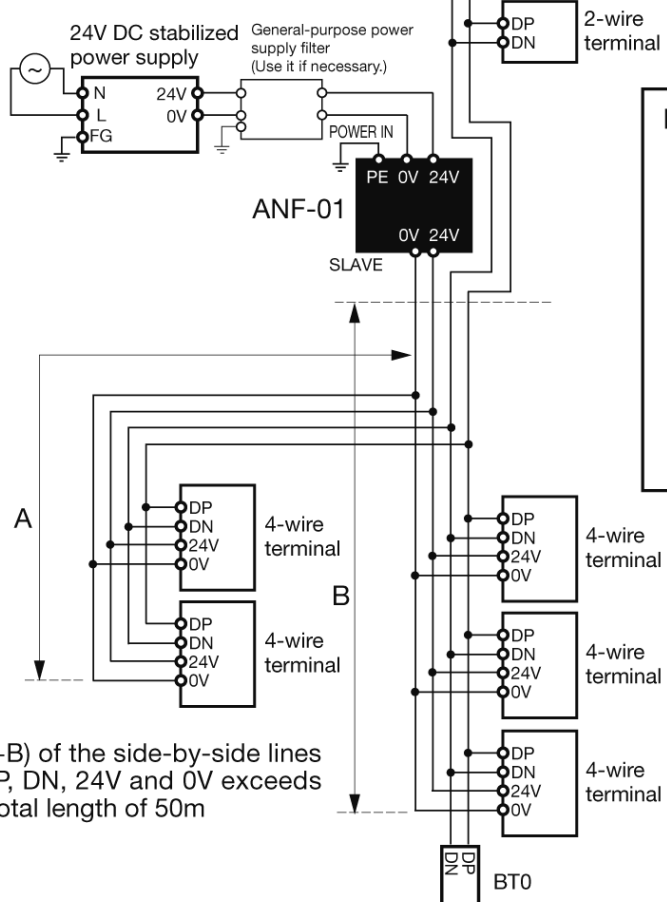 24V DC stabilized
power supply
General-purpose power
supply filter
(Use it if necessary.)
DP
DN
2-wire
terminal
N
L
FG
24V
0V
POWER IN
PE 0V 24V
ANF-01
0V 24V
SLAVE
A
B
DP
DN
24V
0V
4-wire
terminal
DP
DN
24V
0V
4-wire
terminal
DP
DN
24V
0V
4-wire
terminal
DP
DN
24V
0V
4-wire
terminal
DP
DN
24V
0V
4-wire
terminal
-B) of the side-by-side lines
P, DN, 24V and 0V exceeds
otal length of 50m
DN
DP
BT0